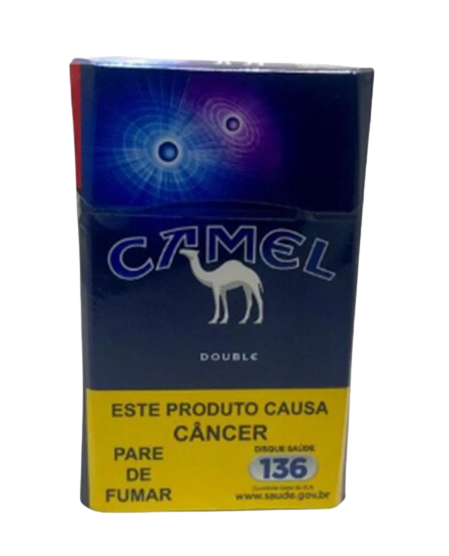 CAMEL
DOUBLE
ESTE PRODUTO CAUSA
CÂNCER
PARE
DE
FUMAR
DISQUE SAÚDE
136
www.saude.gov.br